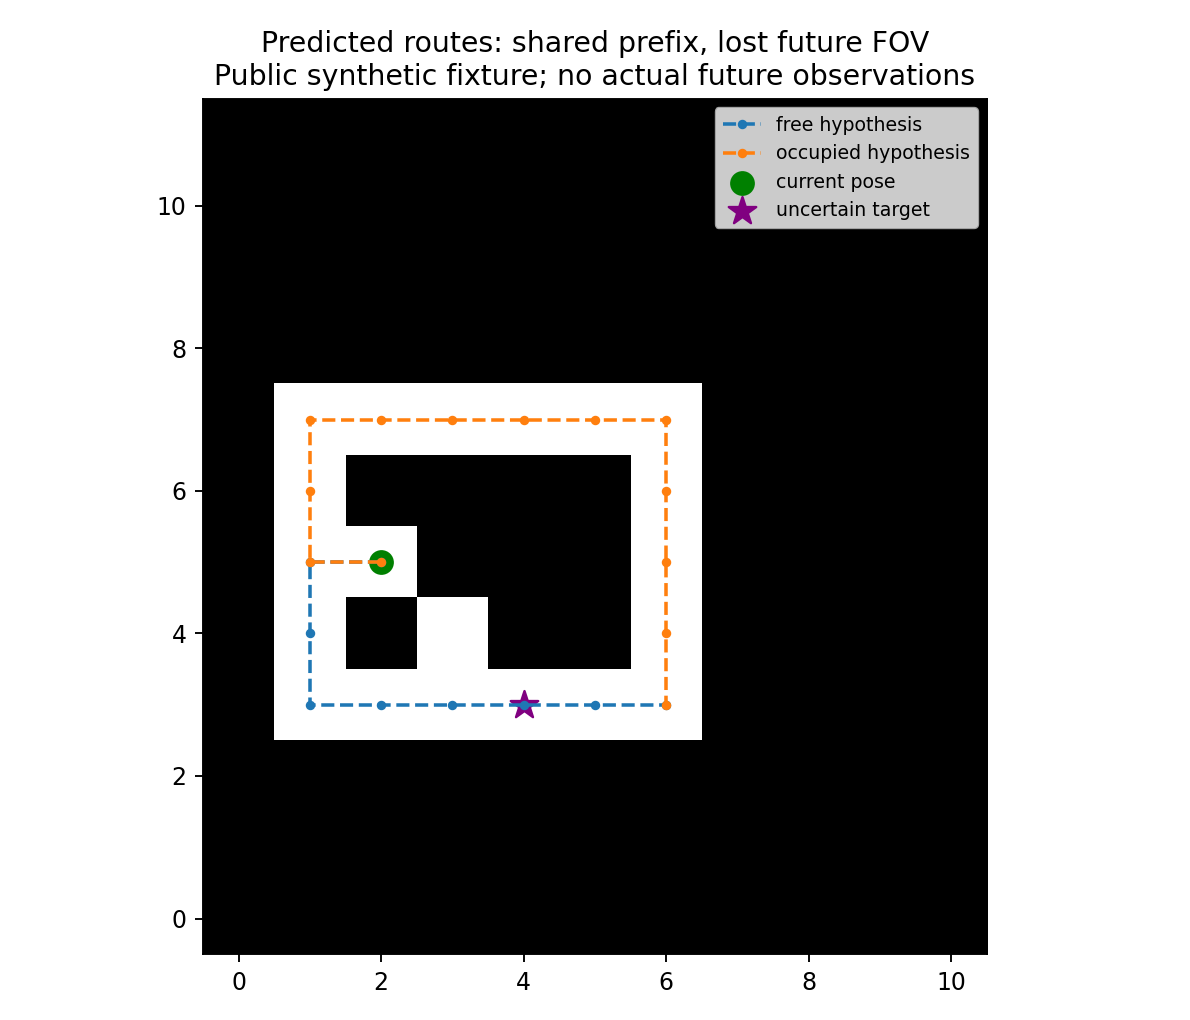 Predicted routes: shared prefix, lost future FOV
Public synthetic fixture; no actual future observations
free hypothesis
occupied hypothesis
current pose
uncertain target
10
8
6
4
2
0
0 2 4 6 8 10